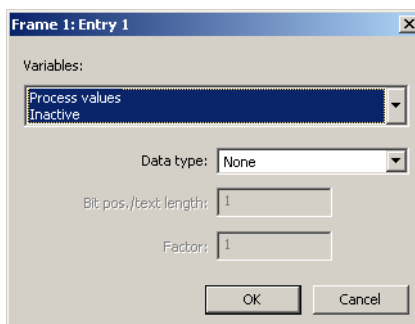 Frame 1: Entry 1
Variables:
Process values
Inactive
Data type: None
Bit pos./text length: 1
Factor: 1
OK Cancel